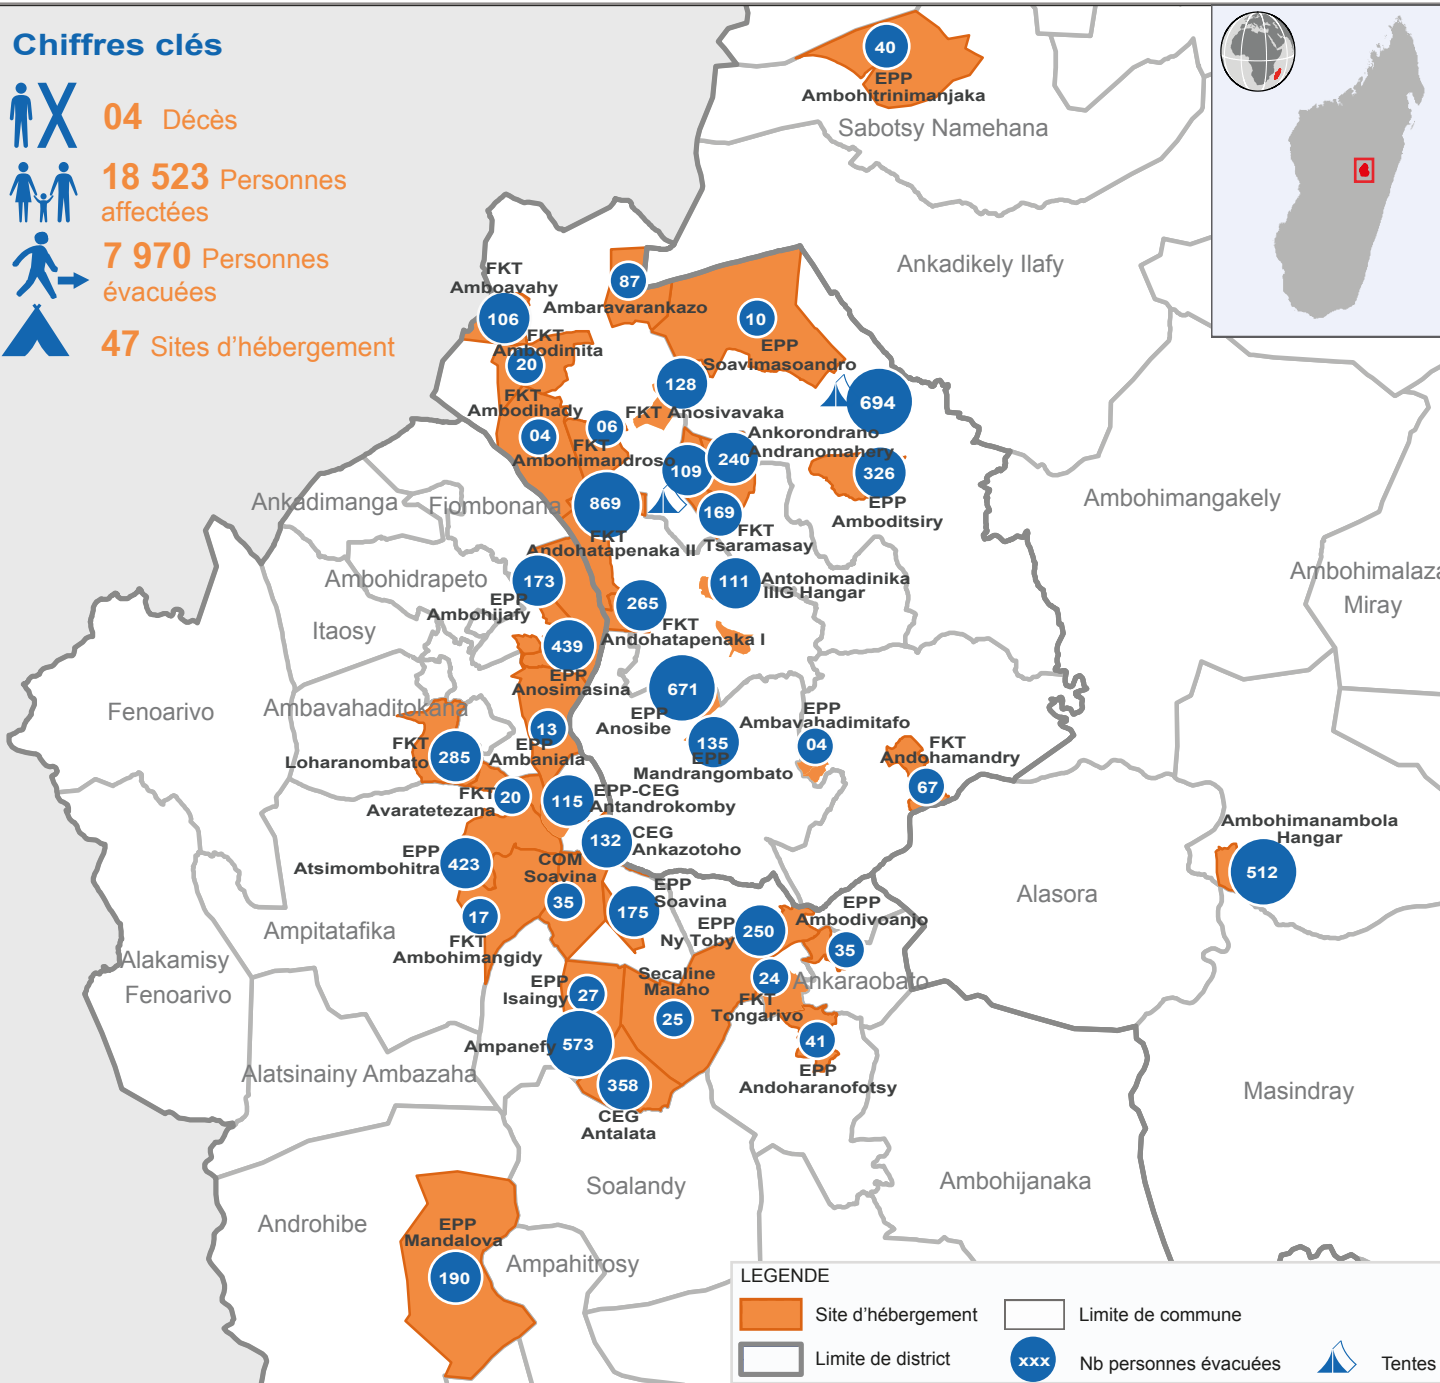 Chiffres clés
04 Décès
18 523 Personnes
affectées
7 970 Personnes
évacuées
47 Sites d'hébergement
40
EPP
Ambohitrinimanjaka
Sabotsy Namehana
Ankadikely Ilafy
FKT
Amboavahy
106
87
Ambaravarankazo
10
EPP
Soavimasoandro
FKT
Ambodimita
20
128
FKT Anosivavaka
694
FKT
Ambodihady
04
06
FKT
Ambohimandroso
Ankorondrano
Andranomahery
240
109
326
EPP
Amboditsiry
Ambohimangakely
Ankadimanga
Fiombonana
869
FKT
Andohatapenaka II
169
FKT
Tsaramasay
Ambohidrapeto
173
EPP
Ambohijafy
111
Antohomadinika
IIIG Hangar
Ambohimalaza
Miray
Itaosy
265
FKT
Andohatapenaka I
439
EPP
Anosimasina
671
EPP
Anosibe
Fenoarivo
Ambavahaditokana
13
EPP
Ambaniala
135
EPP
Mandrangombato
EPP
Ambavahadimitafo
04
FKT
Andohamandry
67
FKT
Loharanombato
285
FKT
Avaratetezana
20
115
EPP-CEG
Antandrokomby
132
CEG
Ankazotoho
Ambohimanambola
Hangar
512
EPP
Atsimombohitra
423
COM
Soavina
35
EPP
Soavina
175
Alasora
17
FKT
Ambohimangidy
Ampitatafika
EPP
Ny Toby
250
EPP
Ambodivoanjo
35
Alakamisy
Fenoarivo
EPP
Isaingy
27
Secaline
Malaho
25
24
FKT
Tongarivo
Ankaraobato
Ampanefy
573
41
EPP
Andoharanofotsy
Alatsinainy Ambazaha
358
CEG
Antalata
Masindray
Soalandy
Ambohijanaka
Androhibe
EPP
Mandalova
190
Ampahitrosy
LEGENDE
Site d'hébergement
Limite de commune
Limite de district
xxx
Nb personnes évacuées
Tentes